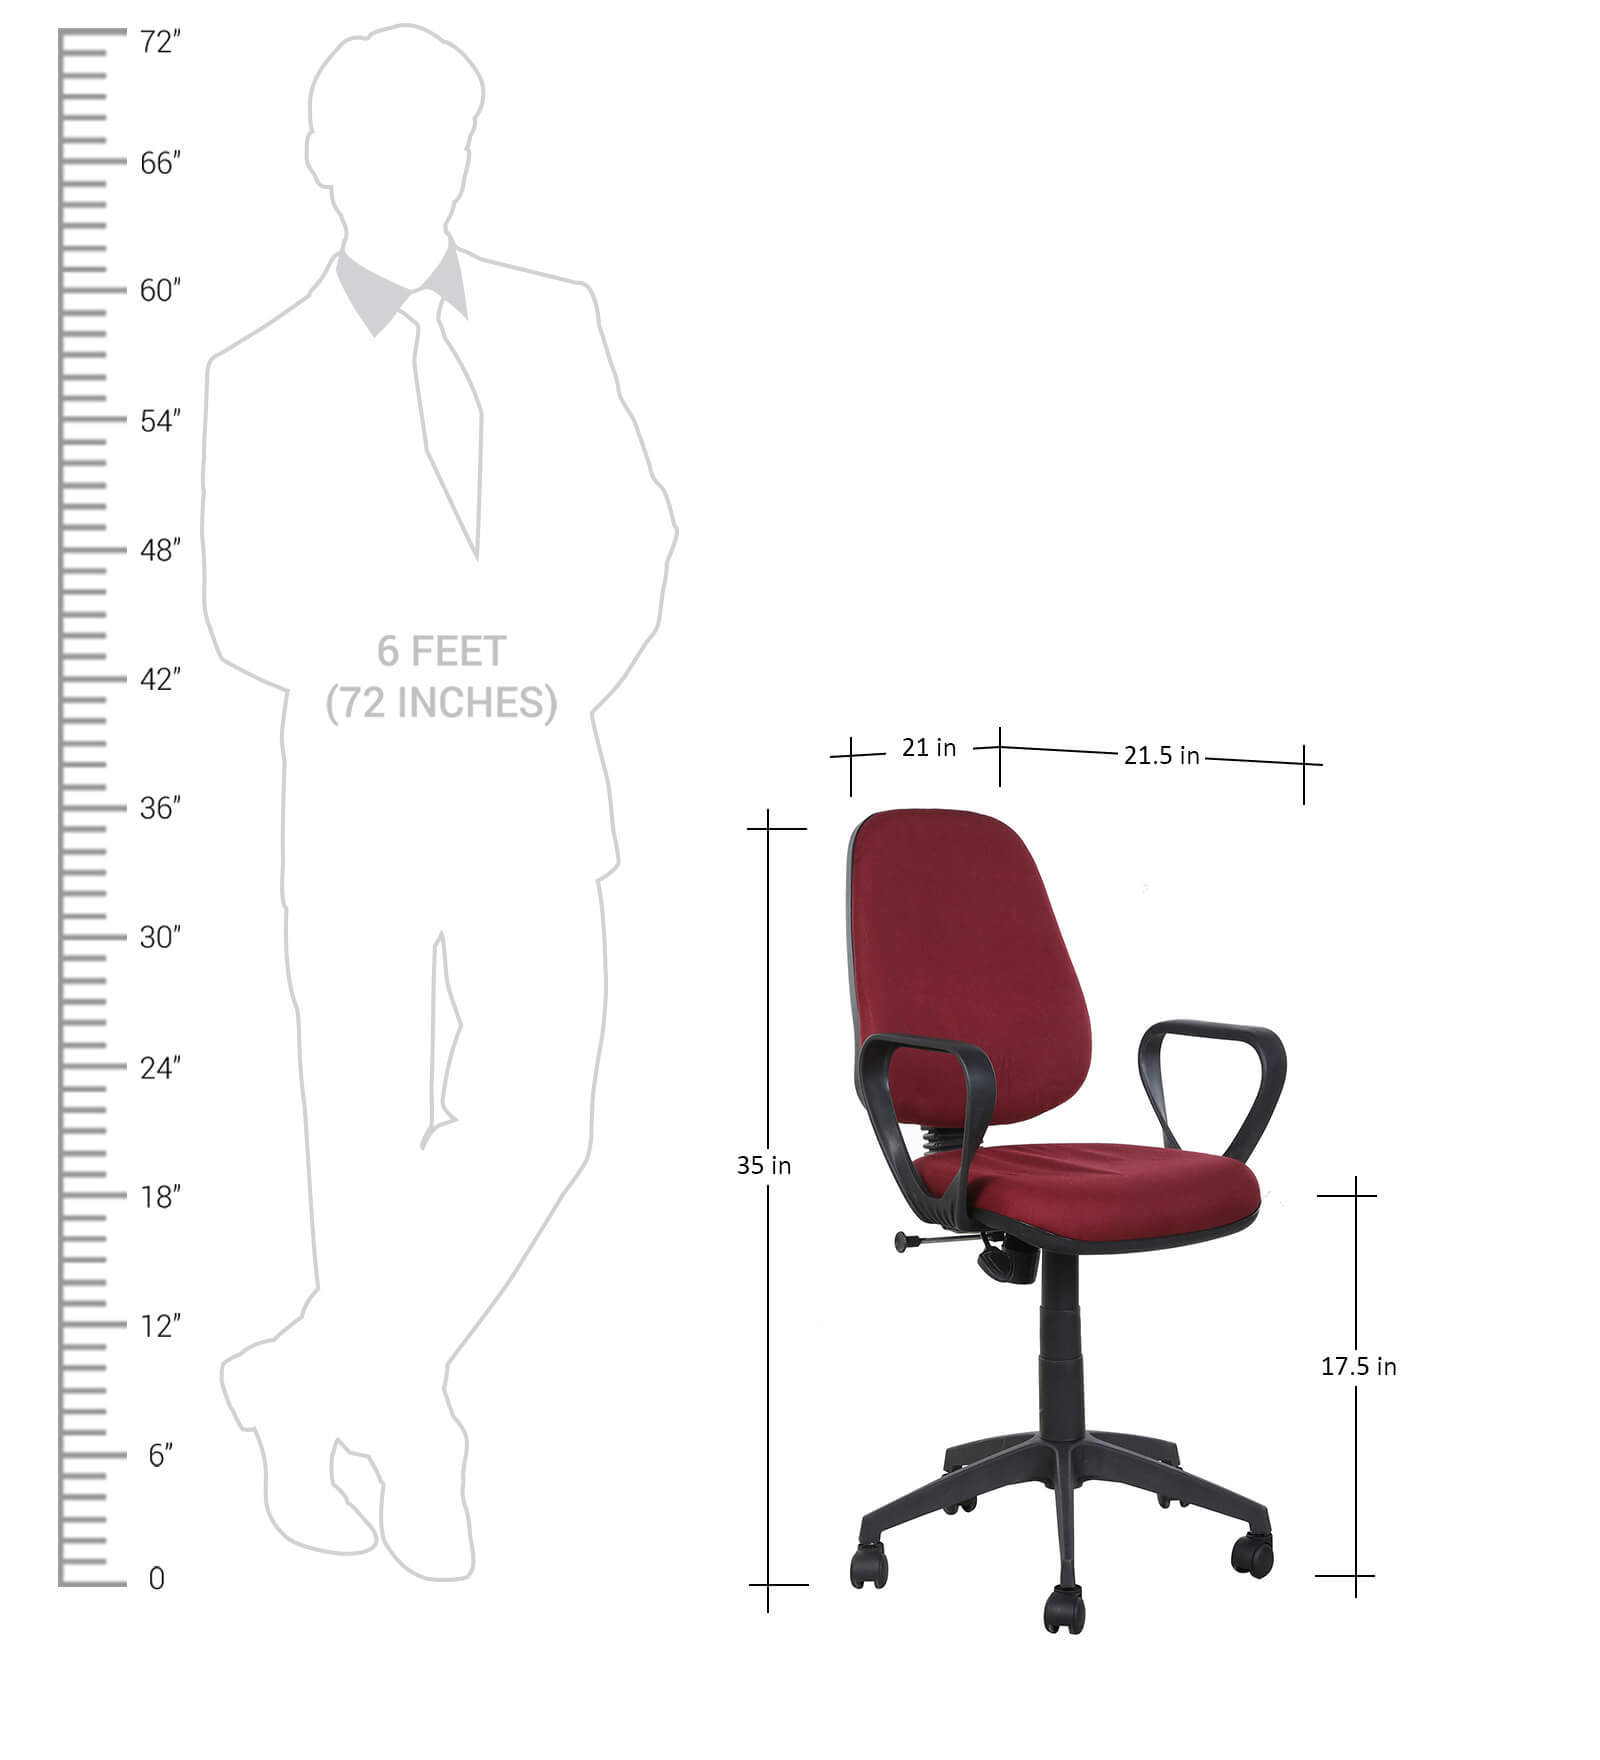 72″
66″
60″
54″
48″
6 FEET
(72 INCHES)
42″
36″
30″
24″
18″
12″
6″
0
21 in
21.5 in
35 in
17.5 in